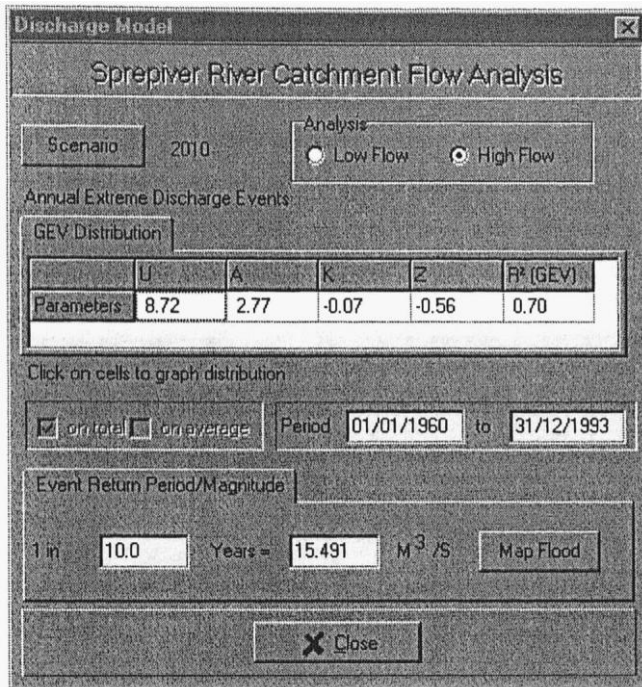 Discharge Model
Sprepiver River Catchment Flow Analysis
Analysis
Scenario 2010 Low Flow High Flow
Annual Extreme Discharge Events
GEV Distribution
U A K Z R² (GEV)
Parameters 8.72 2.77 -0.07 -0.56 0.70
Click on cells to graph distribution
on total on average Period 01/01/1960 to 31/12/1993
Event Return Period/Magnitude
1 in 10.0 Years = 15.491 M³/S Map Flood
Close